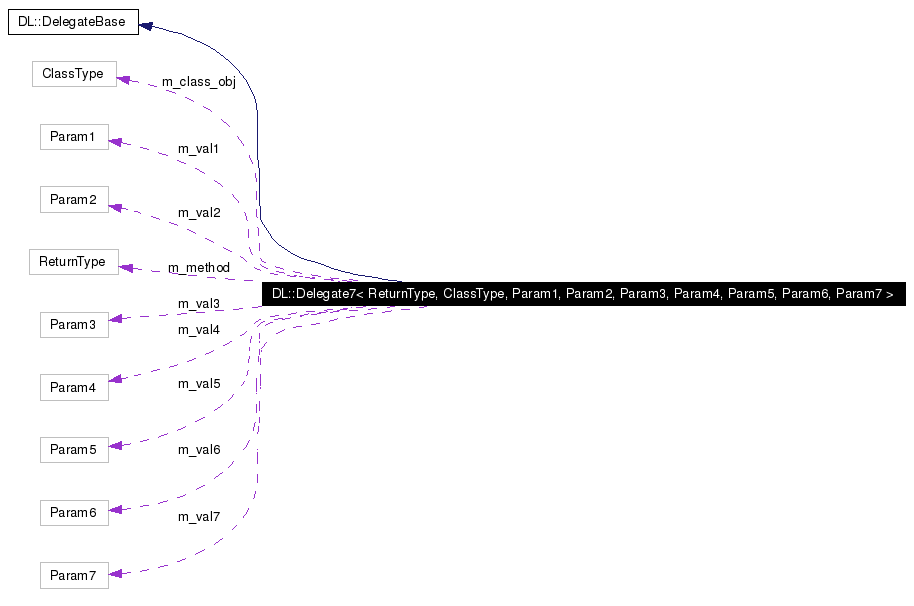 DL::DelegateBase
ClassType
m_class_obj
Param1
m_val1
Param2
m_val2
ReturnType
m_method
DL::Delegate7< ReturnType, ClassType, Param1, Param2, Param3, Param4, Param5, Param6, Param7 >
m_val3
Param3
m_val4
Param4
m_val5
Param5
m_val6
Param6
m_val7
Param7